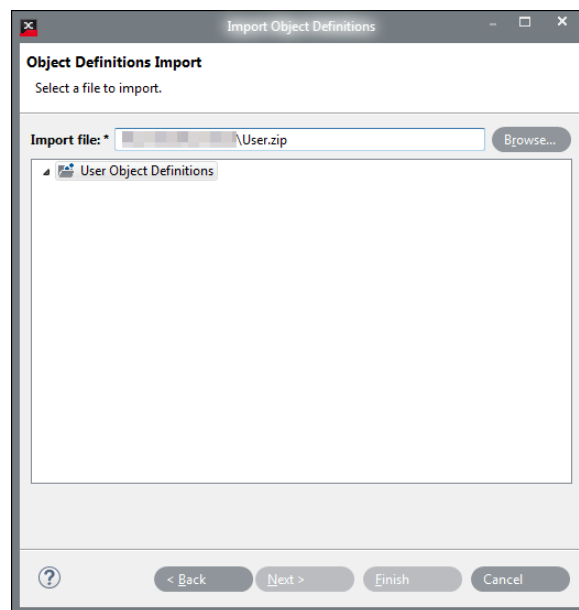 Import Object Definitions
Object Definitions Import
Select a file to import.
Import file: * \User.zip Browse...
User Object Definitions
? < Back Next > Finish Cancel